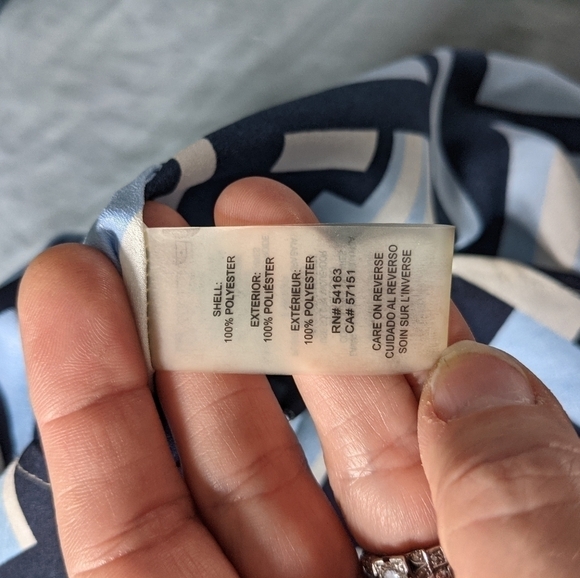 SHELL:
100% POLYESTER
EXTERIOR:
100% POLIÉSTER
EXTÉRIEUR:
100% POLYESTER
RN# 54163
CA# 57151
CARE ON REVERSE
CUIDADO AL REVERSO
SOIN SUR L'INVERSE